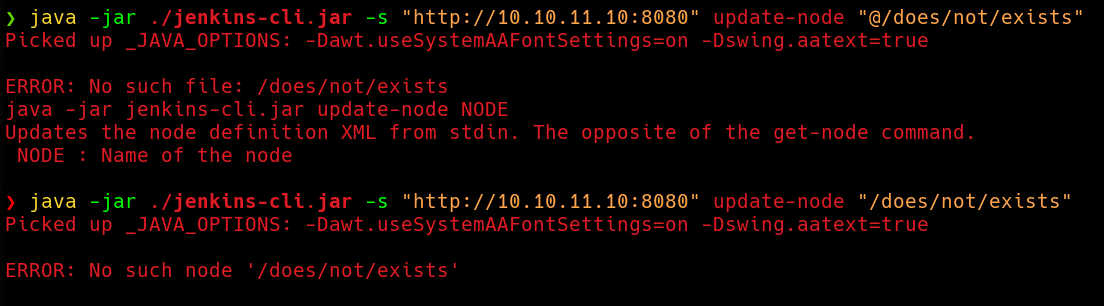 ❯ java -jar ./jenkins-cli.jar -s "http://10.10.11.10:8080" update-node "@/does/not/exists"
Picked up _JAVA_OPTIONS: -Dawt.useSystemAAFontSettings=on -Dswing.aatext=true
ERROR: No such file: /does/not/exists
java -jar jenkins-cli.jar update-node NODE
Updates the node definition XML from stdin. The opposite of the get-node command.
 NODE : Name of the node
❯ java -jar ./jenkins-cli.jar -s "http://10.10.11.10:8080" update-node "/does/not/exists"
Picked up _JAVA_OPTIONS: -Dawt.useSystemAAFontSettings=on -Dswing.aatext=true
ERROR: No such node '/does/not/exists'